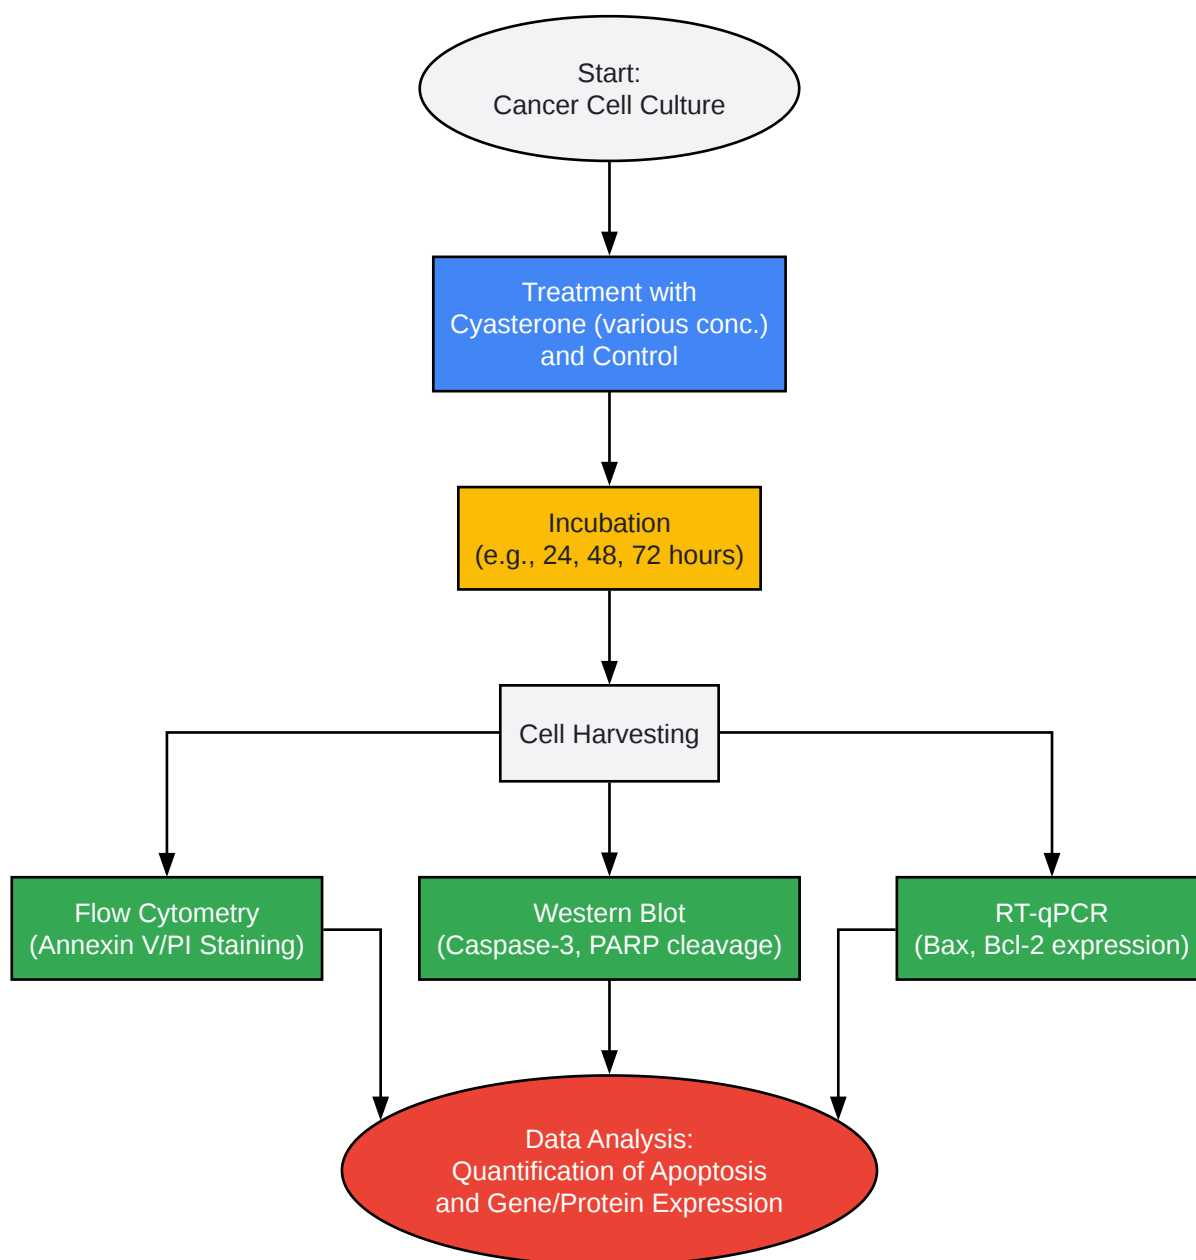 Start:
Cancer Cell Culture
Treatment with
Cyasterone (various conc.)
and Control
Incubation
(e.g., 24, 48, 72 hours)
Cell Harvesting
Flow Cytometry
(Annexin V/PI Staining)
Western Blot
(Caspase-3, PARP cleavage)
RT-qPCR
(Bax, Bcl-2 expression)
Data Analysis:
Quantification of Apoptosis
and Gene/Protein Expression